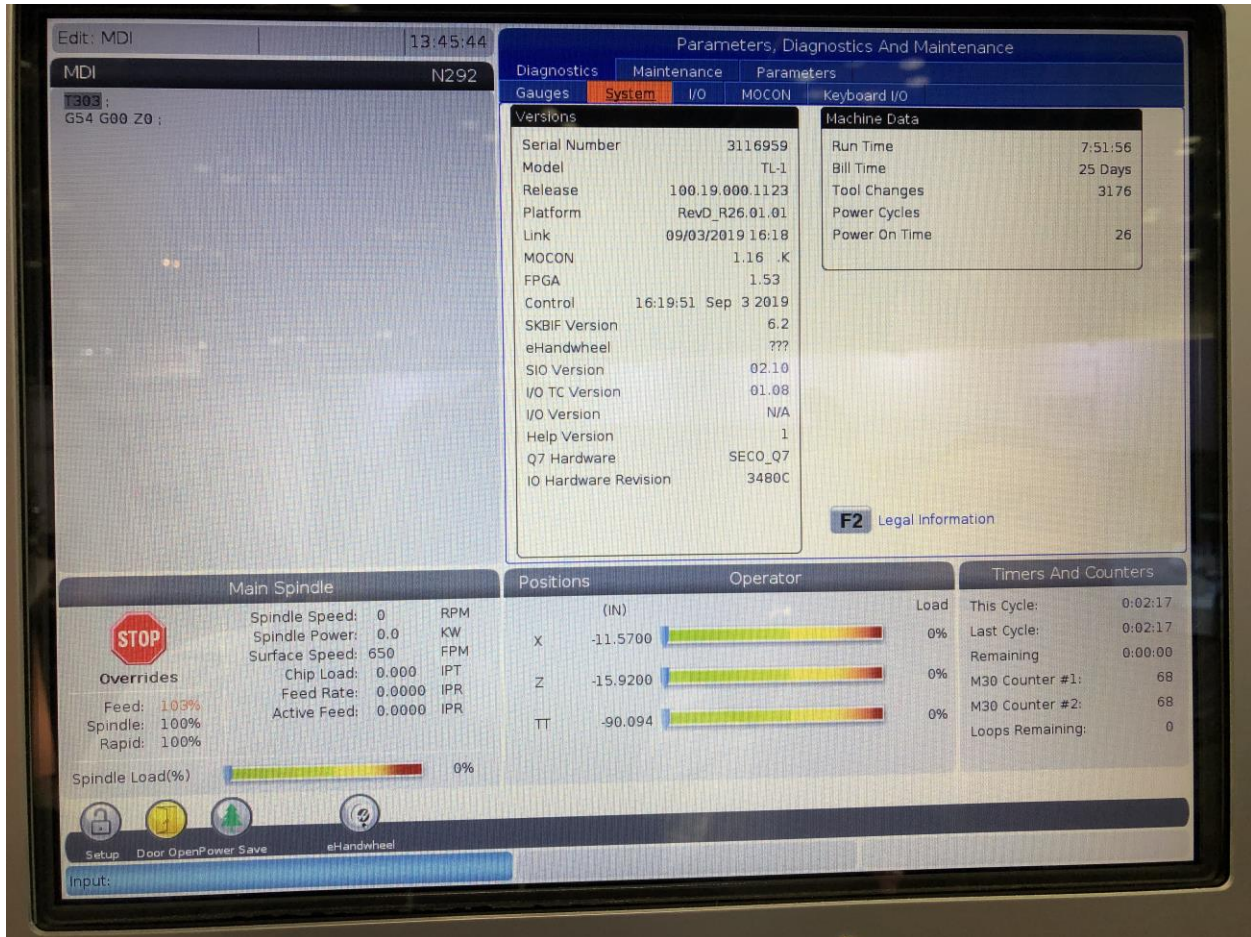 Edit: MDI 13:45:44
MDI N292
T303 ;
G54 G00 Z0 ;
Parameters, Diagnostics And Maintenance
Diagnostics Maintenance Parameters
Gauges System I/O MOCON Keyboard I/O
Versions
Serial Number 3116959
Model TL-1
Release 100.19.000.1123
Platform RevD_R26.01.01
Link 09/03/2019 16:18
MOCON 1.16 .K
FPGA 1.53
Control 16:19:51 Sep 3 2019
SKBIF Version 6.2
eHandwheel ???
SIO Version 02.10
I/O TC Version 01.08
I/O Version N/A
Help Version 1
Q7 Hardware SECO_Q7
IO Hardware Revision 3480C
Machine Data
Run Time 7:51:56
Bill Time 25 Days
Tool Changes 3176
Power Cycles
Power On Time 26
F2 Legal Information
Main Spindle
STOP
Overrides
Feed: 103%
Spindle: 100%
Rapid: 100%
Spindle Speed: 0 RPM
Spindle Power: 0.0 KW
Surface Speed: 650 FPM
Chip Load: 0.000 IPT
Feed Rate: 0.0000 IPR
Active Feed: 0.0000 IPR
Spindle Load(%) 0%
Positions Operator
(IN) Load
X -11.5700 0%
Z -15.9200 0%
TT -90.094 0%
Timers And Counters
This Cycle: 0:02:17
Last Cycle: 0:02:17
Remaining 0:00:00
M30 Counter #1: 68
M30 Counter #2: 68
Loops Remaining: 0
Setup Door Open Power Save eHandwheel
Input: